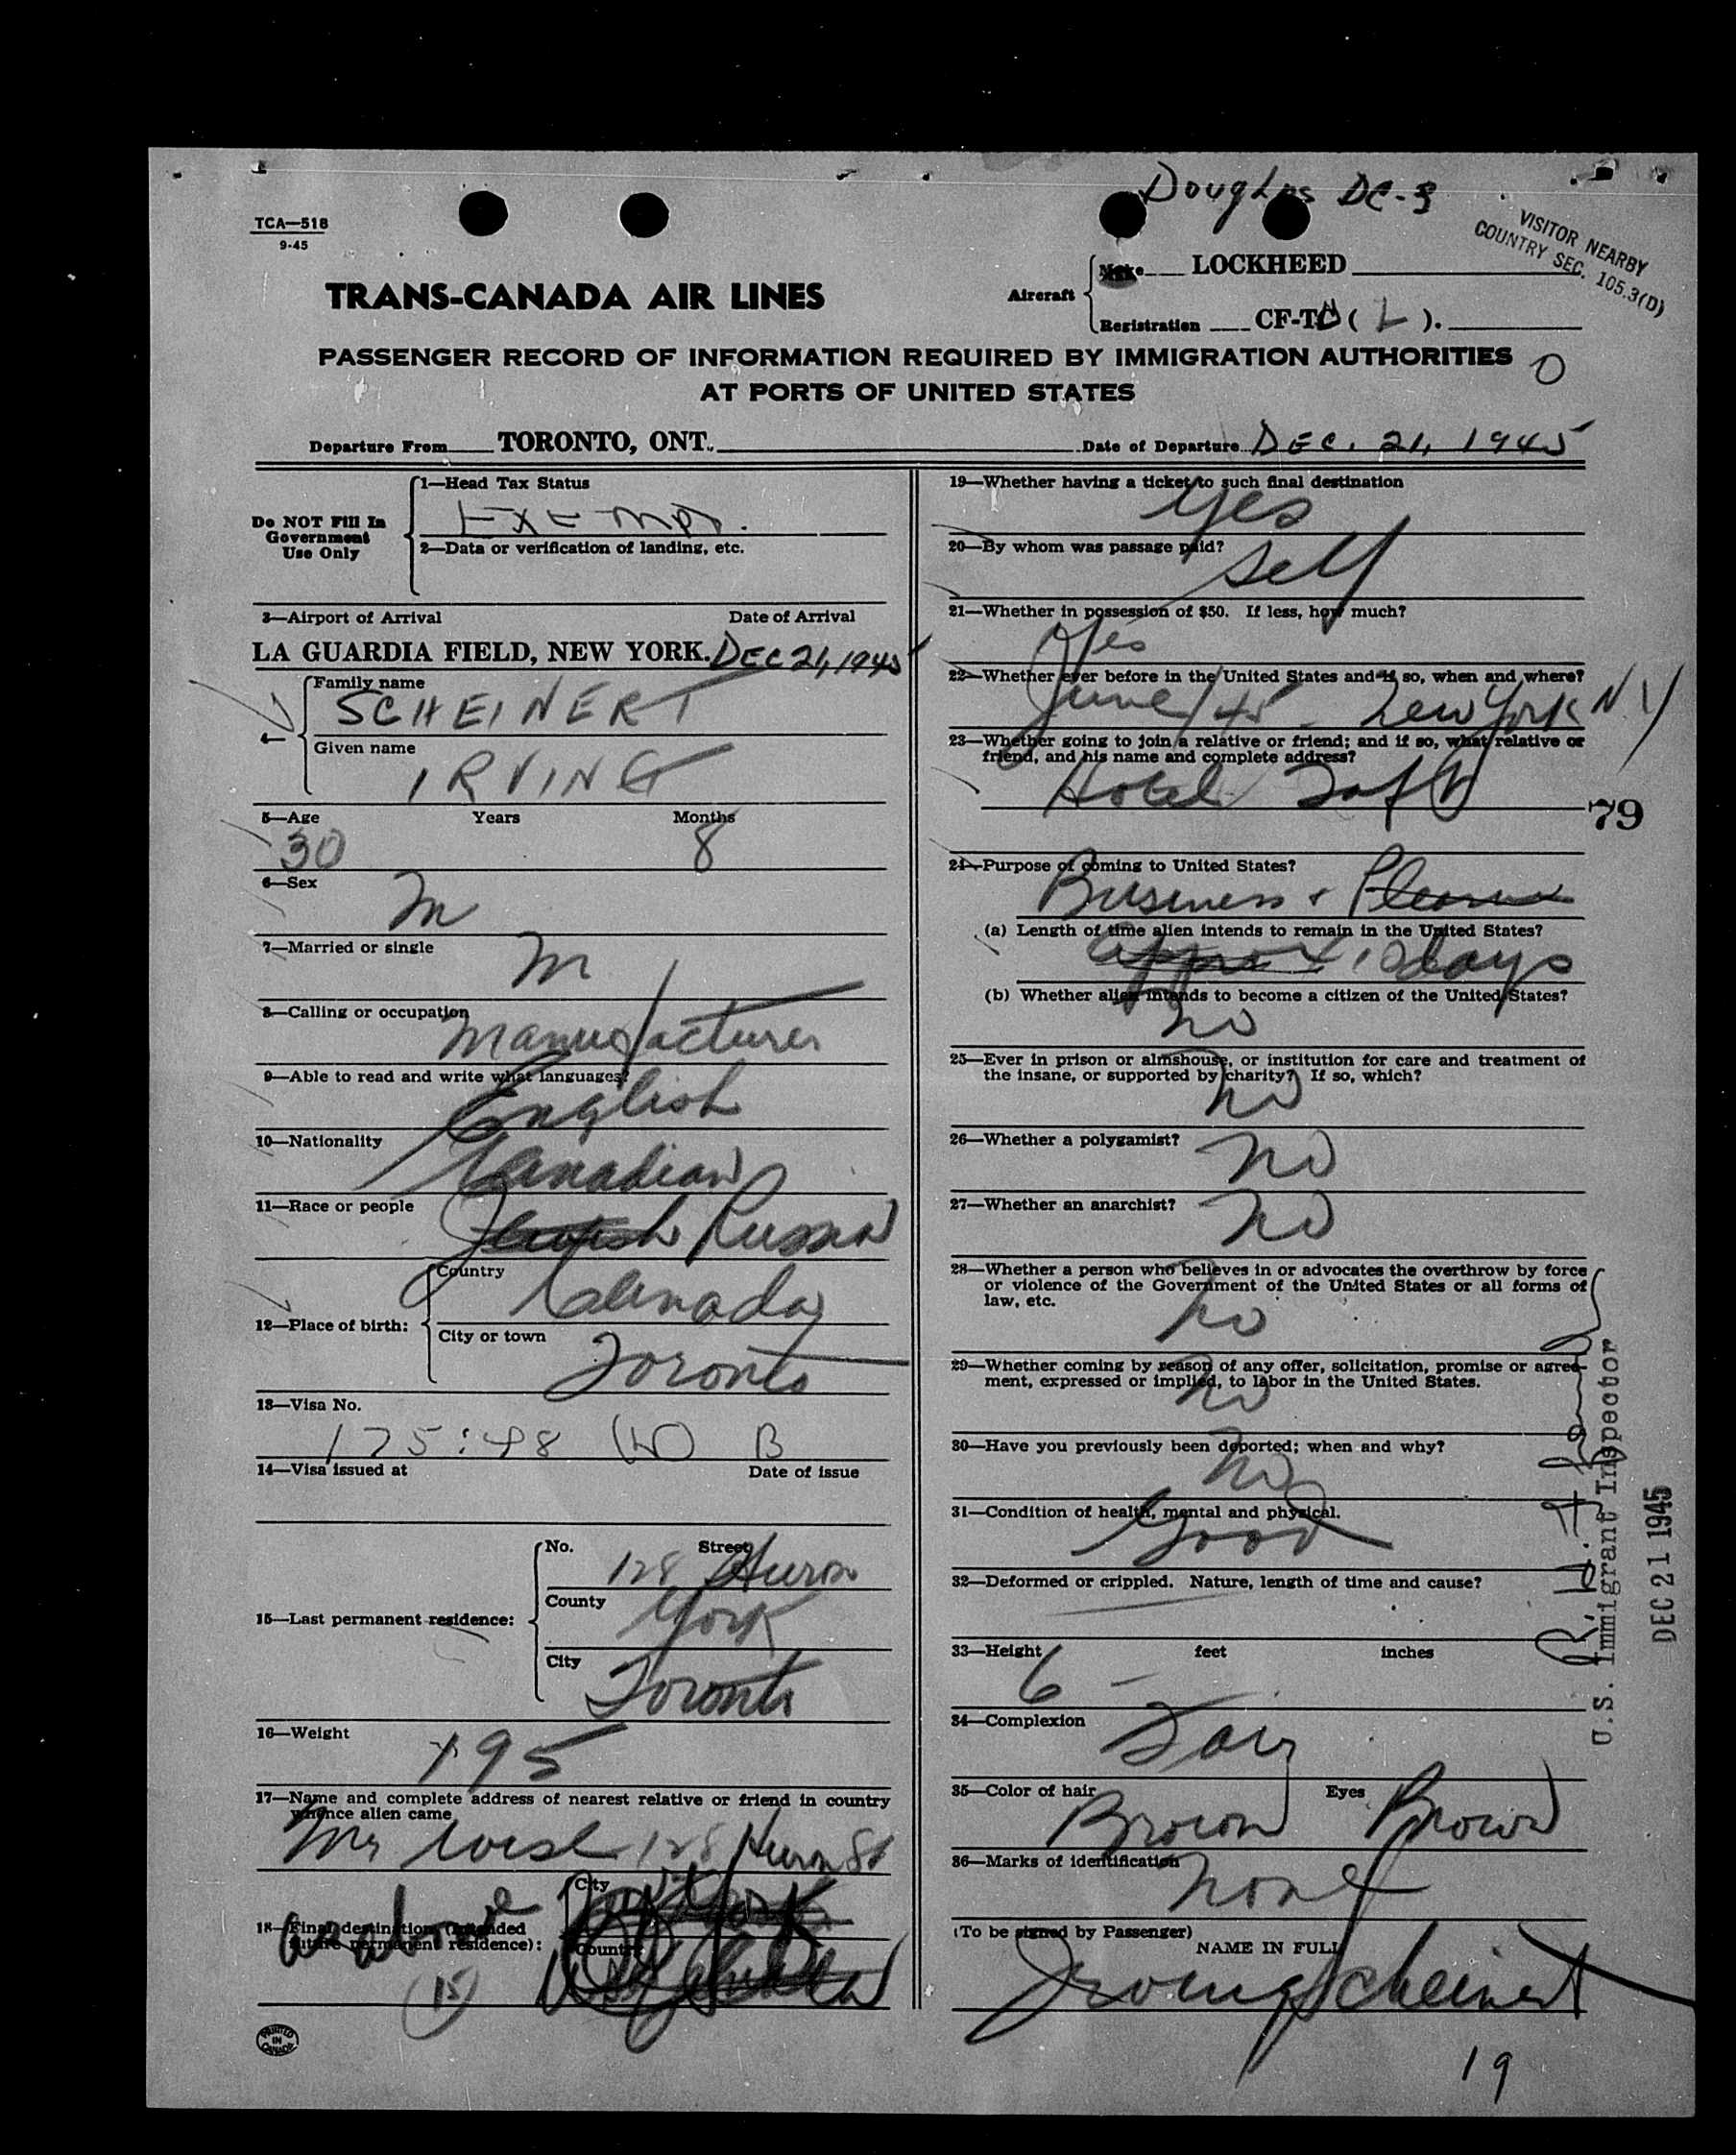 Douglas DC-3
TCA—518
9-45
VISITOR NEARBY
COUNTRY SEC. 105.3(D)
TRANS-CANADA AIR LINES
Aircraft
Make LOCKHEED
Registration CF-T ( L ).
PASSENGER RECORD OF INFORMATION REQUIRED BY IMMIGRATION AUTHORITIES
AT PORTS OF UNITED STATES
Departure From TORONTO, ONT. Date of Departure DEC. 21, 1945
Do NOT Fill In
Government
Use Only
1—Head Tax Status
Exempt.
2—Data or verification of landing, etc.
3—Airport of Arrival Date of Arrival
LA GUARDIA FIELD, NEW YORK. DEC 21, 1945
4—
Family name
SCHEINERT
Given name
IRVING
5—Age Years Months
30 8
6—Sex
M
7—Married or single
M
8—Calling or occupation
Manufacturer
9—Able to read and write what languages?
English
10—Nationality
Canadian
11—Race or people
Jewish Russian
12—Place of birth:
Country
Canada
City or town
Toronto
13—Visa No.
14—Visa issued at Date of issue
15—Last permanent residence:
No. Street
128 Huron
County
York
City
Toronto
16—Weight
195
17—Name and complete address of nearest relative or friend in country
whence alien came
128 Huron St
18—Final destination (intended
future permanent residence):
City
Country
as above
(15)
PRINTED
IN
CANADA
19—Whether having a ticket to such final destination
Yes
20—By whom was passage paid?
Self
21—Whether in possession of $50. If less, how much?
Yes
22—Whether ever before in the United States and if so, when and where?
June/45 - New York N.Y
23—Whether going to join a relative or friend; and if so, what relative or
friend, and his name and complete address?
Hotel Taft
79
24—Purpose of coming to United States?
Business + Pleasure
(a) Length of time alien intends to remain in the United States?
approx days
(b) Whether alien intends to become a citizen of the United States?
no
25—Ever in prison or almshouse, or institution for care and treatment of
the insane, or supported by charity? If so, which?
no
26—Whether a polygamist?
no
27—Whether an anarchist?
no
28—Whether a person who believes in or advocates the overthrow by force
or violence of the Government of the United States or all forms of
law, etc.
no
29—Whether coming by reason of any offer, solicitation, promise or agree-
ment, expressed or implied, to labor in the United States.
no
30—Have you previously been deported; when and why?
no
31—Condition of health, mental and physical.
Good
32—Deformed or crippled. Nature, length of time and cause?
33—Height feet inches
6 -
34—Complexion
Fair
35—Color of hair Eyes
Brown Brown
36—Marks of identification
none
(To be signed by Passenger)
NAME IN FULL
Irving Scheinert
U.S. Immigrant Inspector
DEC 21 1945
19